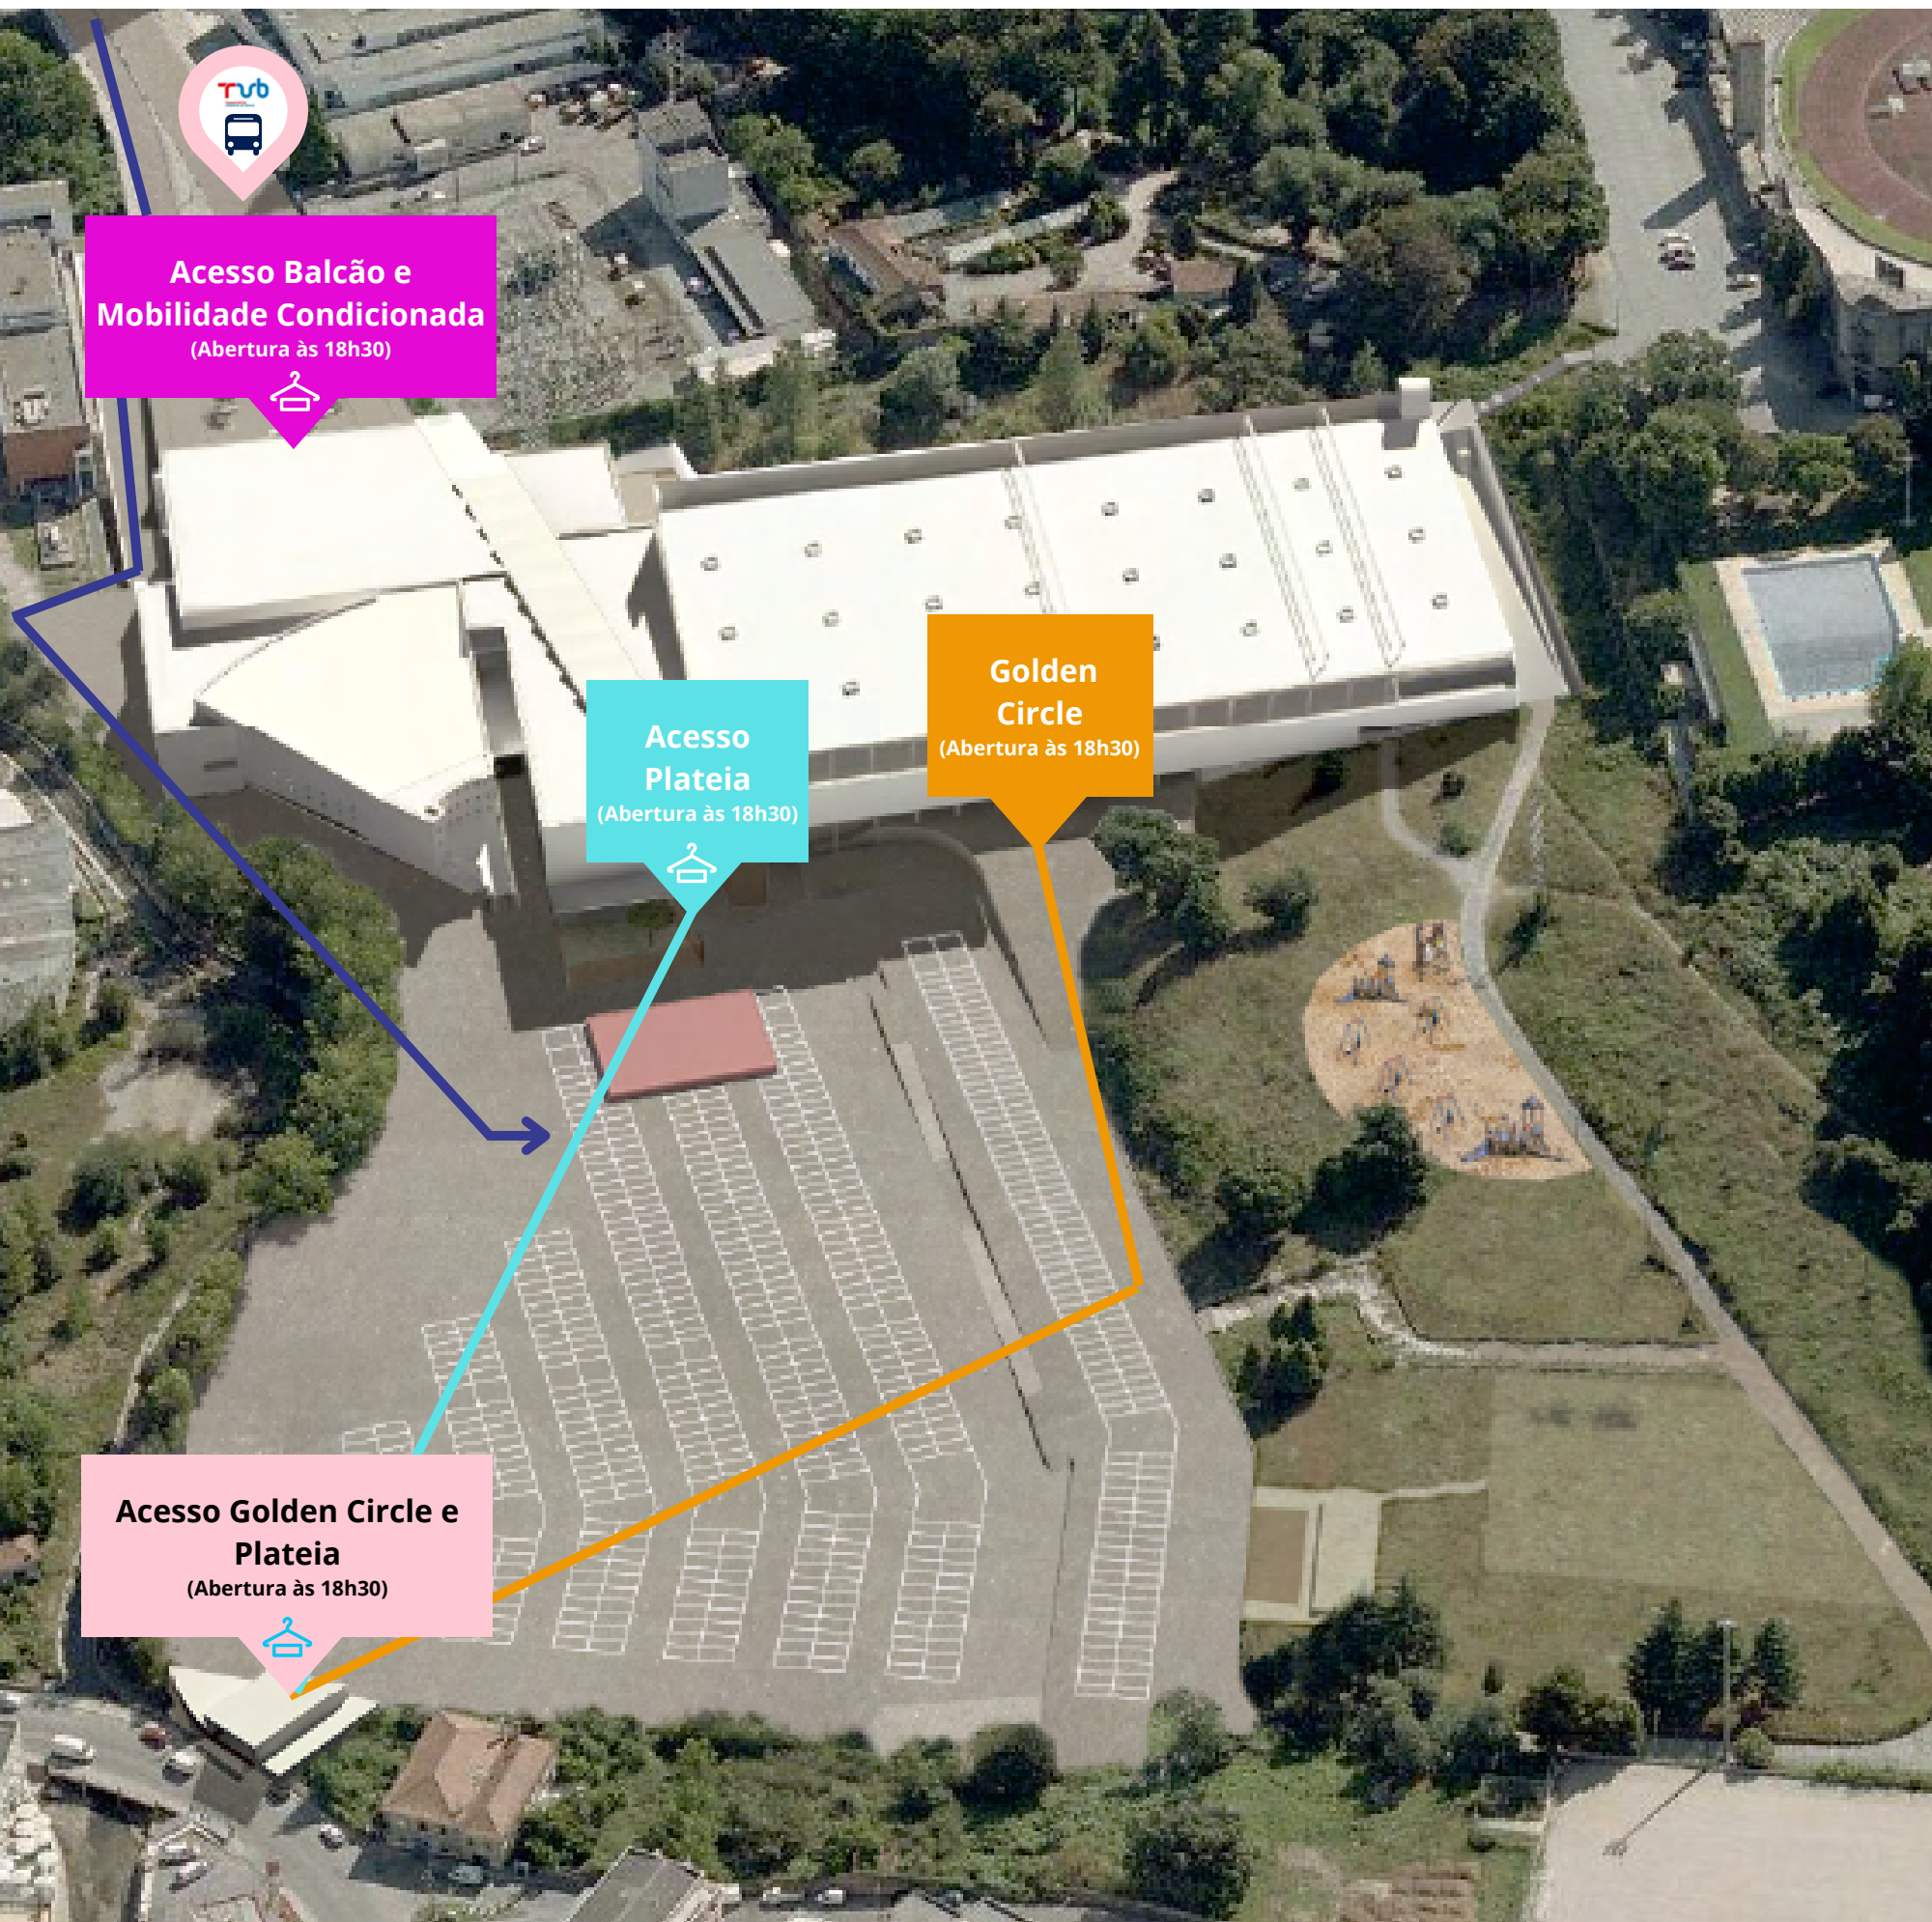 TUB
Acesso Balcão e
Mobilidade Condicionada
(Abertura às 18h30)
Golden
Circle
(Abertura às 18h30)
Acesso
Plateia
(Abertura às 18h30)
Acesso Golden Circle e
Plateia
(Abertura às 18h30)